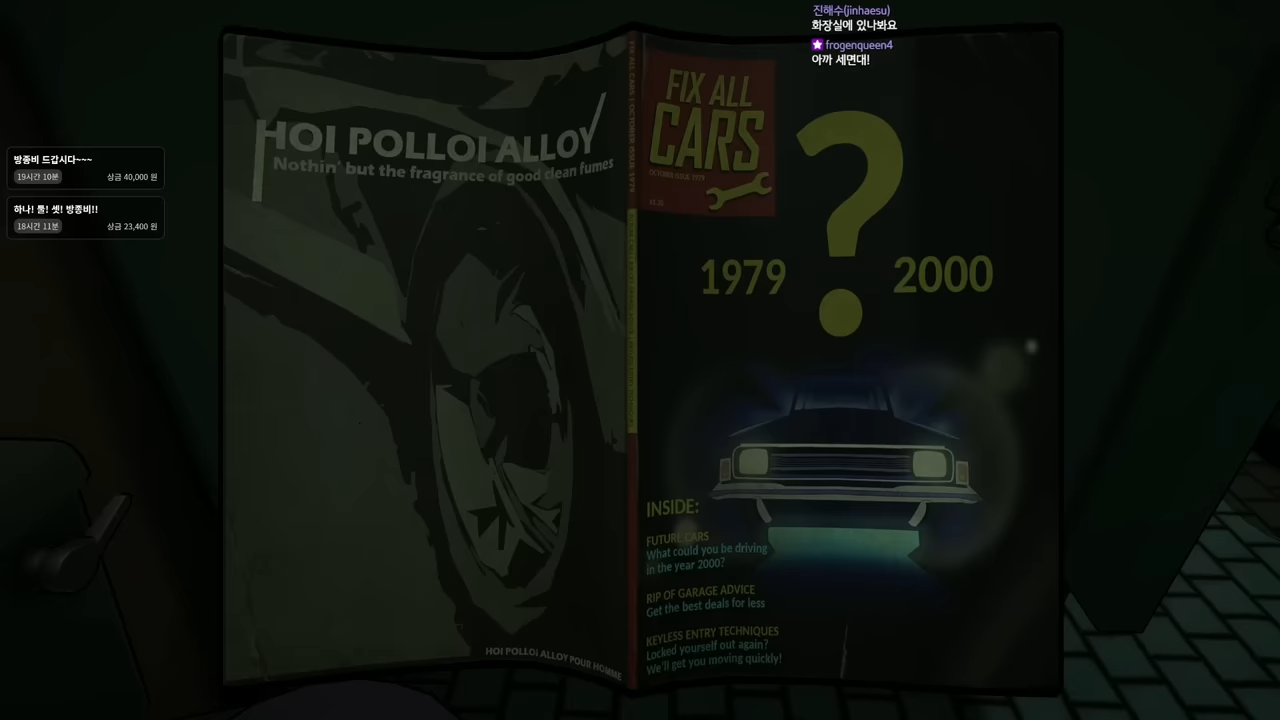 진해수(jinhaesu)
화장실에 있나봐요
frogenqueen4
아까 세면대!
방종비 드갑시다~~~
19시간 10분
상금 40,000 원
하나! 둘! 셋! 방종비!!
18시간 11분
상금 23,400 원
HOI POLLOI ALLOY
Nothin' but the fragrance of good clean fumes
HOI POLLOI ALLOY POUR HOMME
FIX ALL CARS | OCTOBER ISSUE 1979
FIX ALL
CARS
OCTOBER ISSUE 1979
?
1979
2000
INSIDE:
FUTURE CARS
What could you be driving
in the year 2000?
RIP OF GARAGE ADVICE
Get the best deals for less
KEYLESS ENTRY TECHNIQUES
Locked yourself out again?
We'll get you moving quickly!